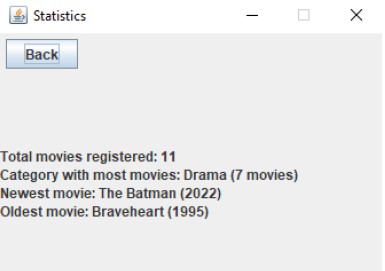 Statistics
Back
Total movies registered: 11
Category with most movies: Drama (7 movies)
Newest movie: The Batman (2022)
Oldest movie: Braveheart (1995)